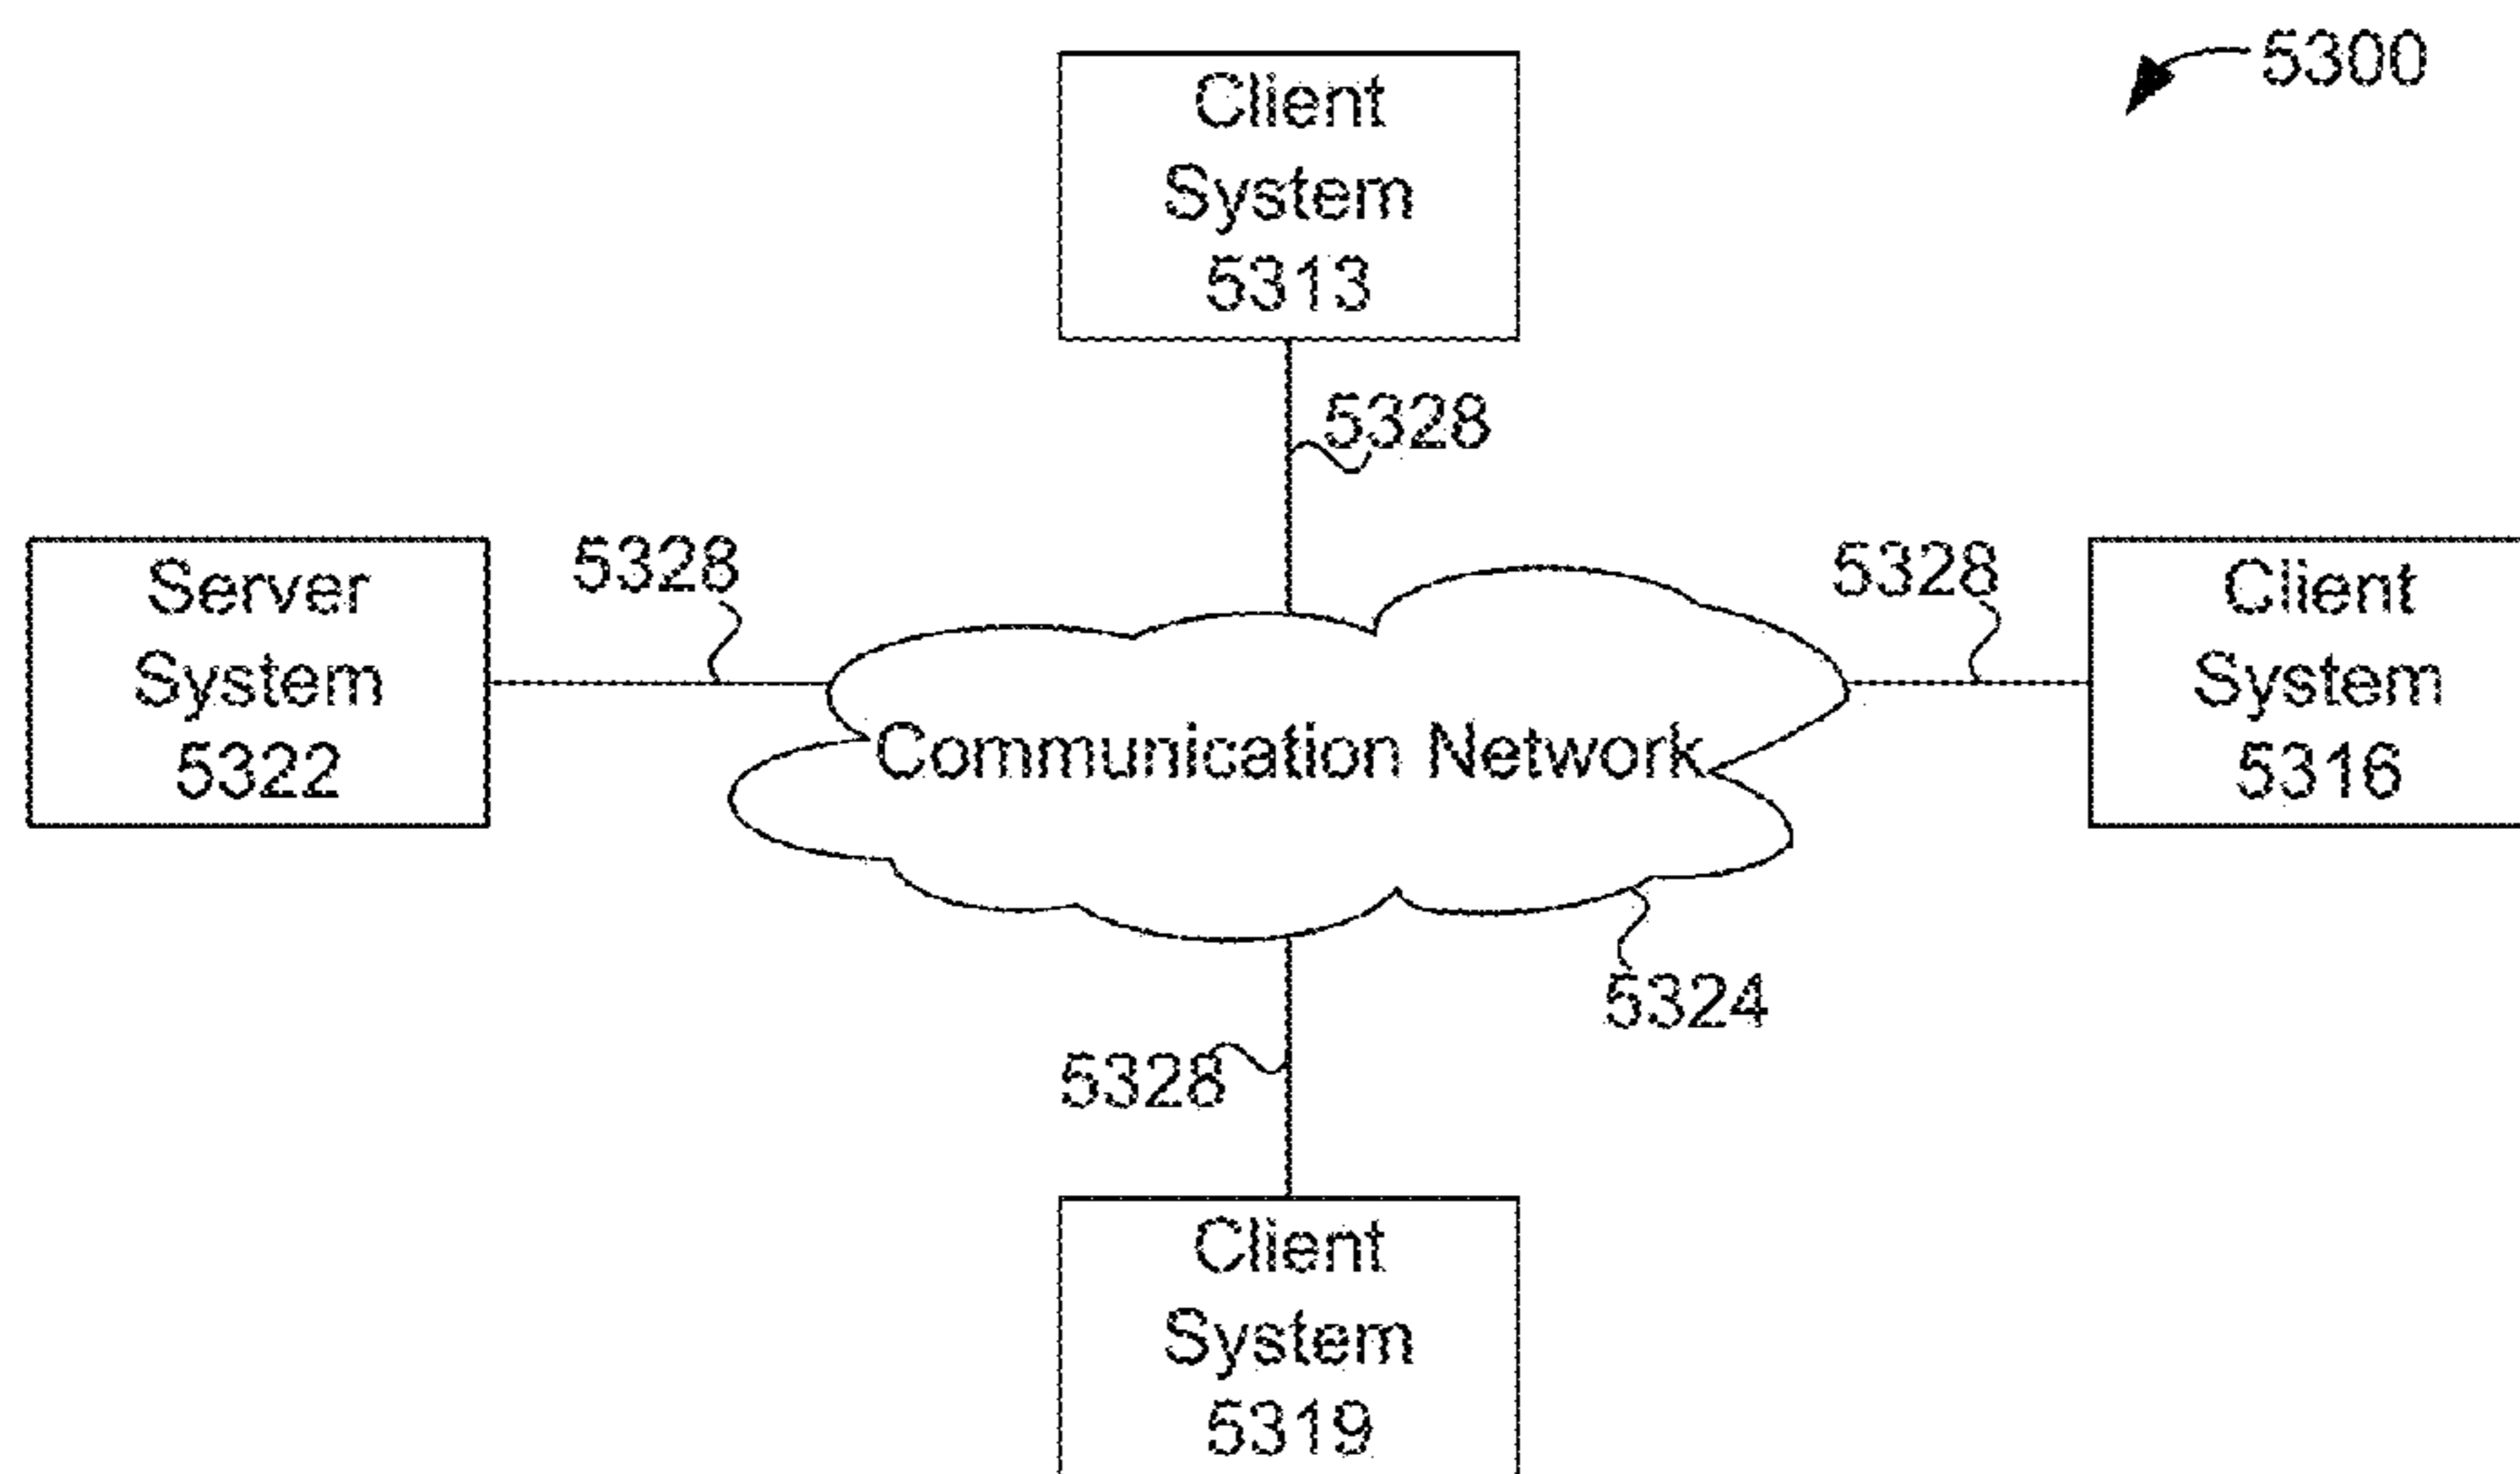 5300
Client
System
5313
5328
Server
System
5322
5328
5328
Client
System
5316
Communication Network
5324
5328
Client
System
5319